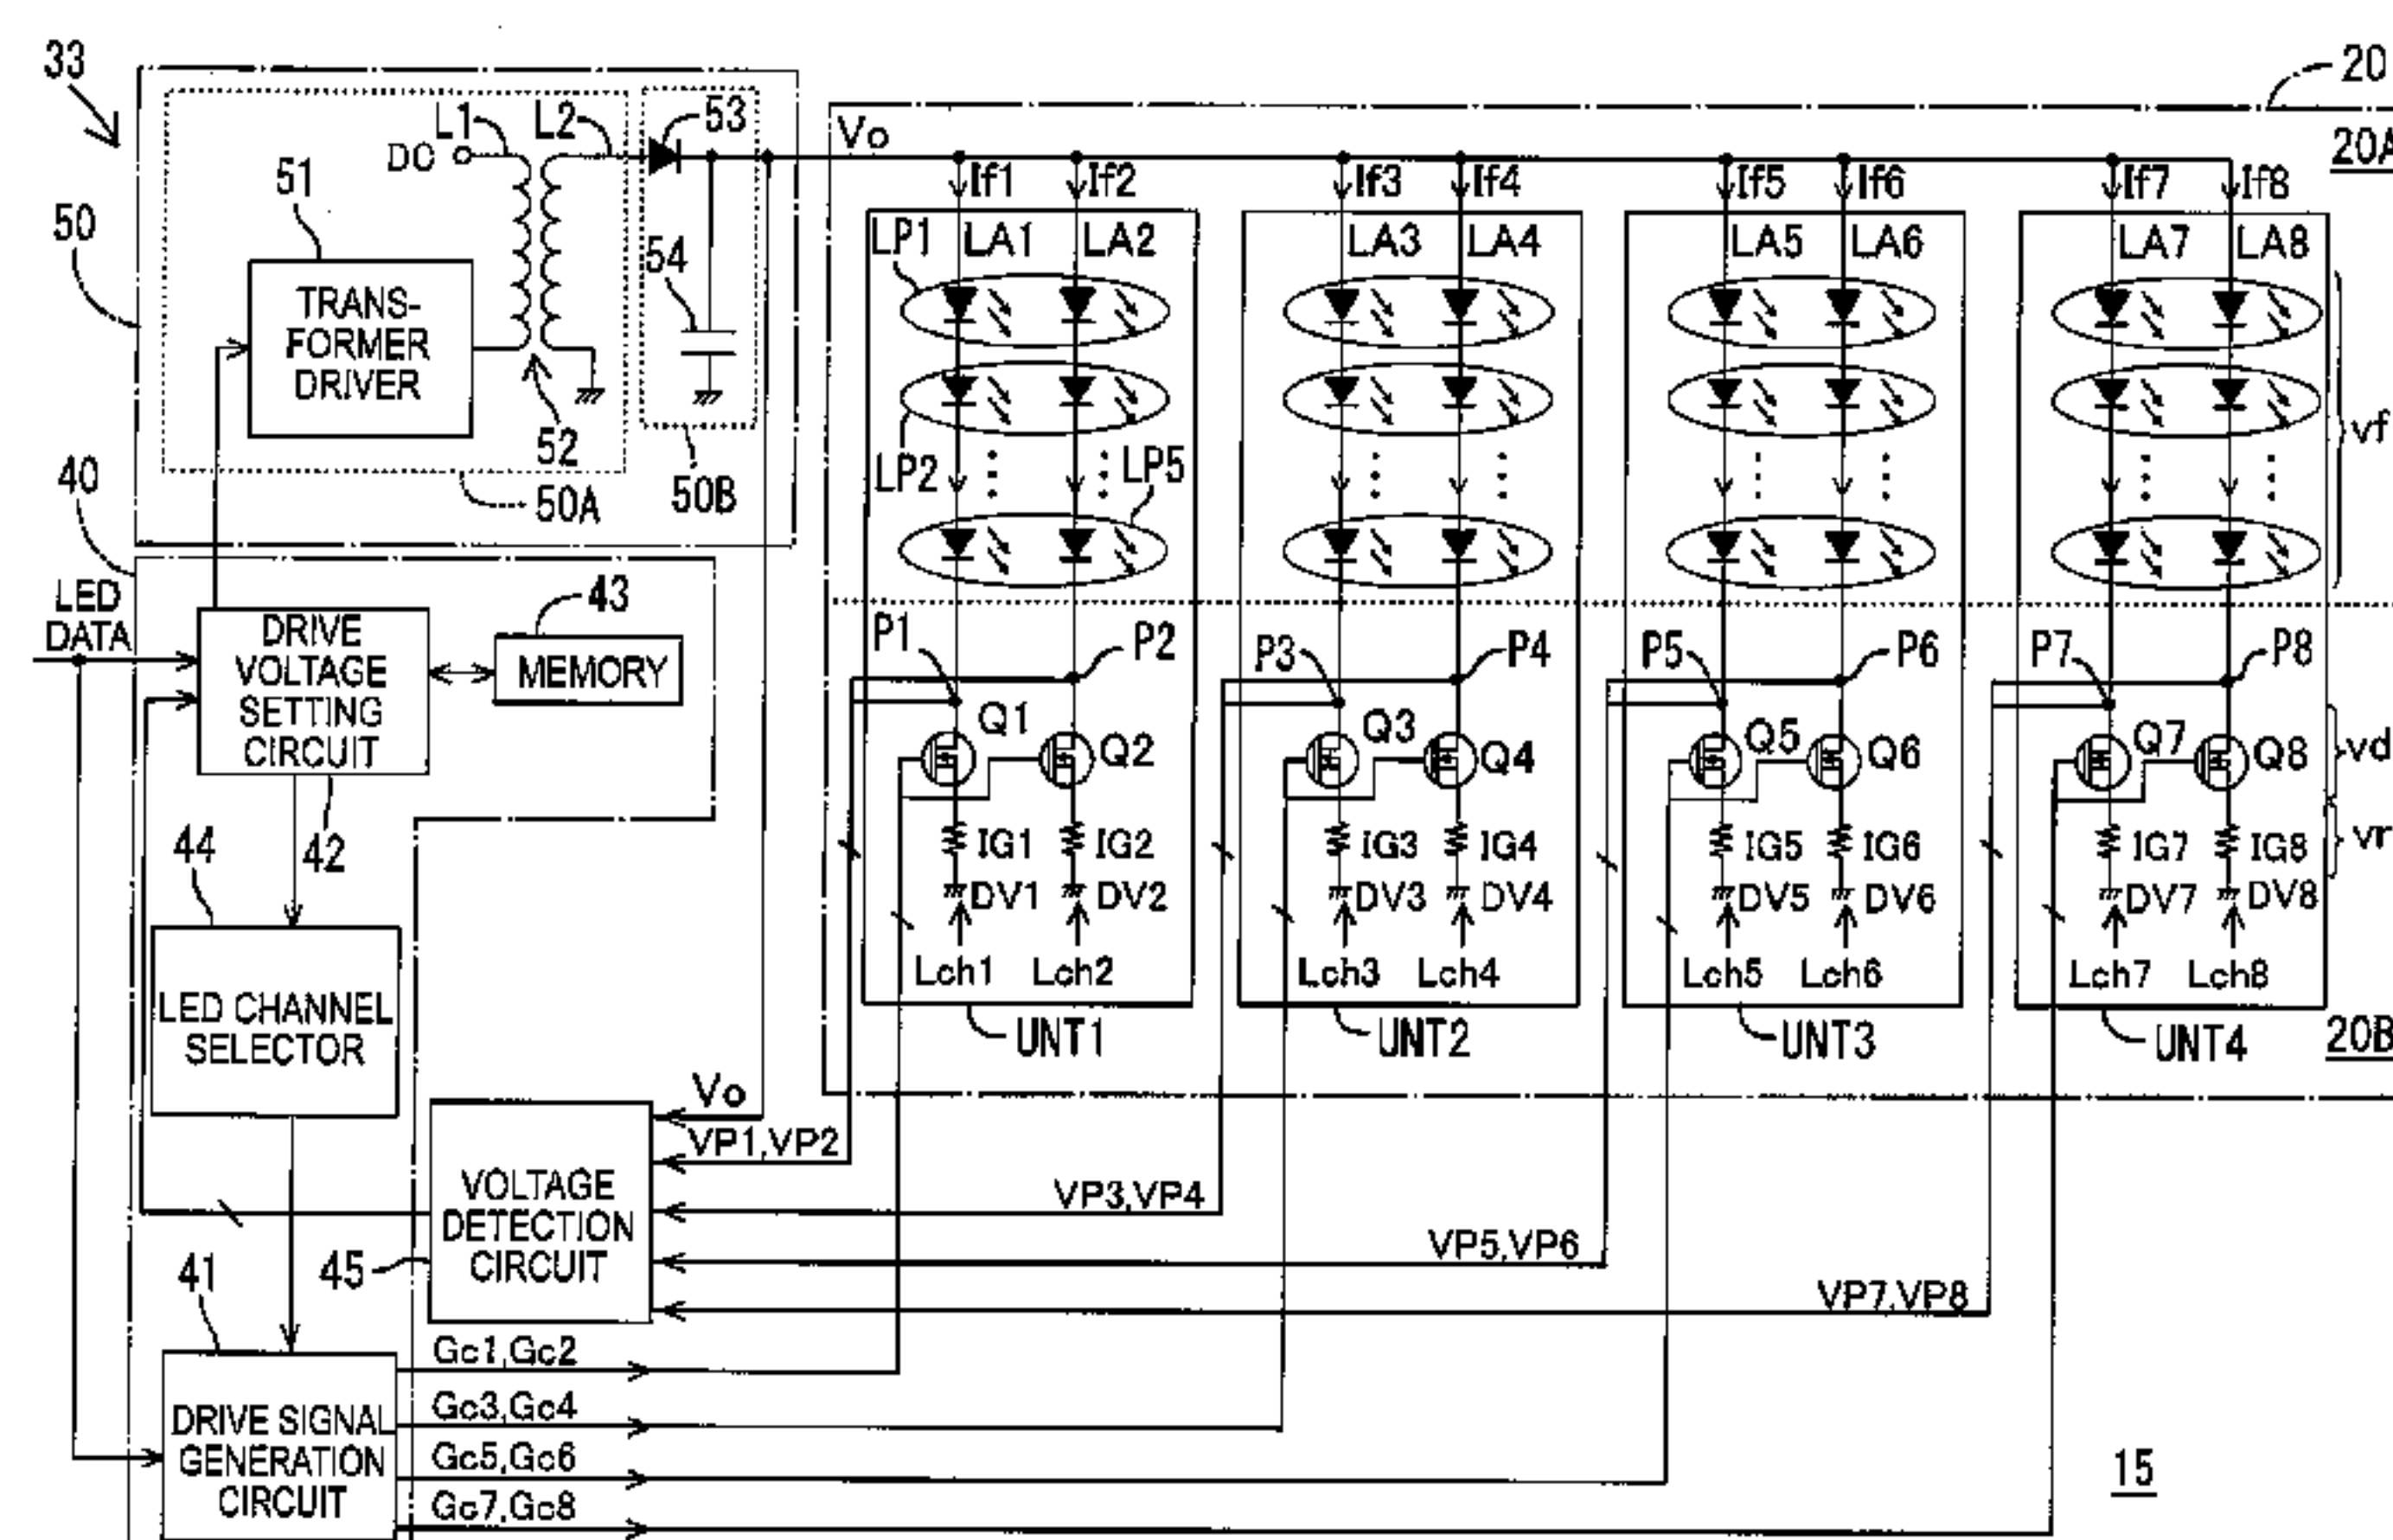 33
20
20A
Vo
L1
L2
53
DC
51
50
54
TRANS-
FORMER
DRIVER
52
50A
50B
If1
If2
If3
If4
If5
If6
If7
If8
LP1
LA1
LA2
LA3
LA4
LA5
LA6
LA7
LA8
LP2
LP5
vf
40
LED
DATA
DRIVE
VOLTAGE
SETTING
CIRCUIT
43
MEMORY
42
44
LED CHANNEL
SELECTOR
P1
P2
P3
P4
P5
P6
P7
P8
Q1
Q2
Q3
Q4
Q5
Q6
Q7
Q8
vd
IG1
IG2
IG3
IG4
IG5
IG6
IG7
IG8
vr
DV1
DV2
DV3
DV4
DV5
DV6
DV7
DV8
Lch1
Lch2
Lch3
Lch4
Lch5
Lch6
Lch7
Lch8
UNT1
UNT2
UNT3
UNT4
20B
Vo
VP1,VP2
VP3,VP4
VP5,VP6
VP7,VP8
VOLTAGE
DETECTION
CIRCUIT
45
41
DRIVE SIGNAL
GENERATION
CIRCUIT
Gc1,Gc2
Gc3,Gc4
Gc5,Gc6
Gc7,Gc8
15